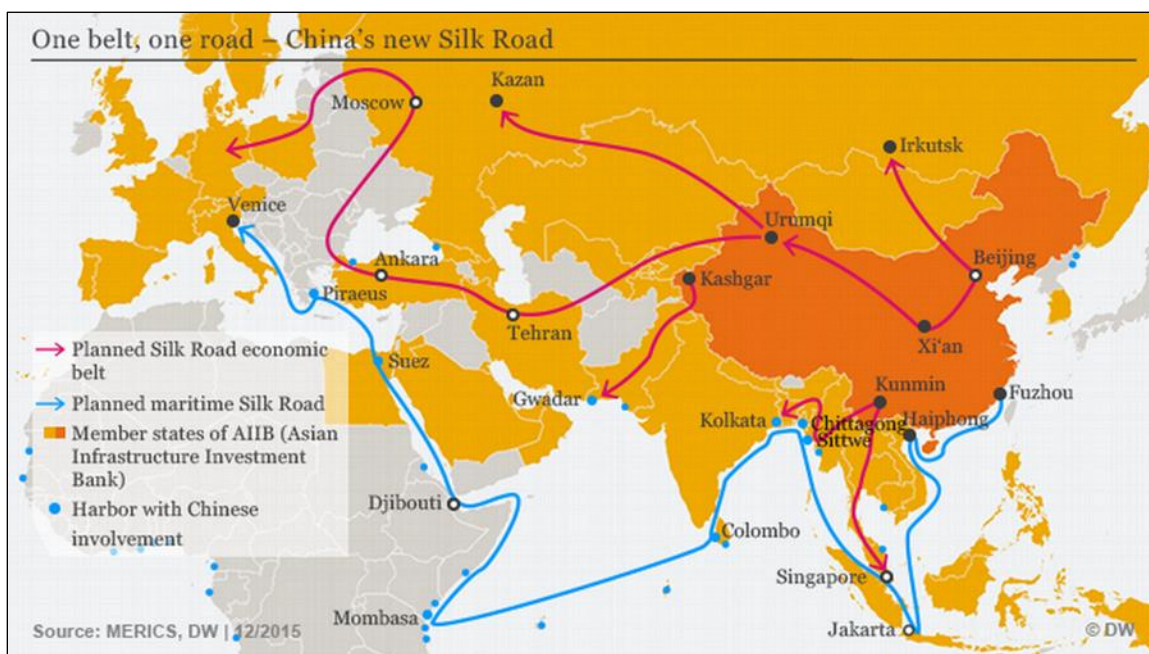 One belt, one road – China's new Silk Road
Kazan
Moscow
Irkutsk
Venice
Urumqi
Ankara
Beijing
Kashgar
Piraeus
Tehran
Xi'an
Planned Silk Road economic
belt
Suez
Kunmin
Fuzhou
Gwadar
Planned maritime Silk Road
Kolkata
Chittagong
Haiphong
Sittwe
Member states of AIIB (Asian
Infrastructure Investment
Bank)
Djibouti
Harbor with Chinese
involvement
Colombo
Singapore
Mombasa
Jakarta
Source: MERICS, DW | 12/2015
© DW